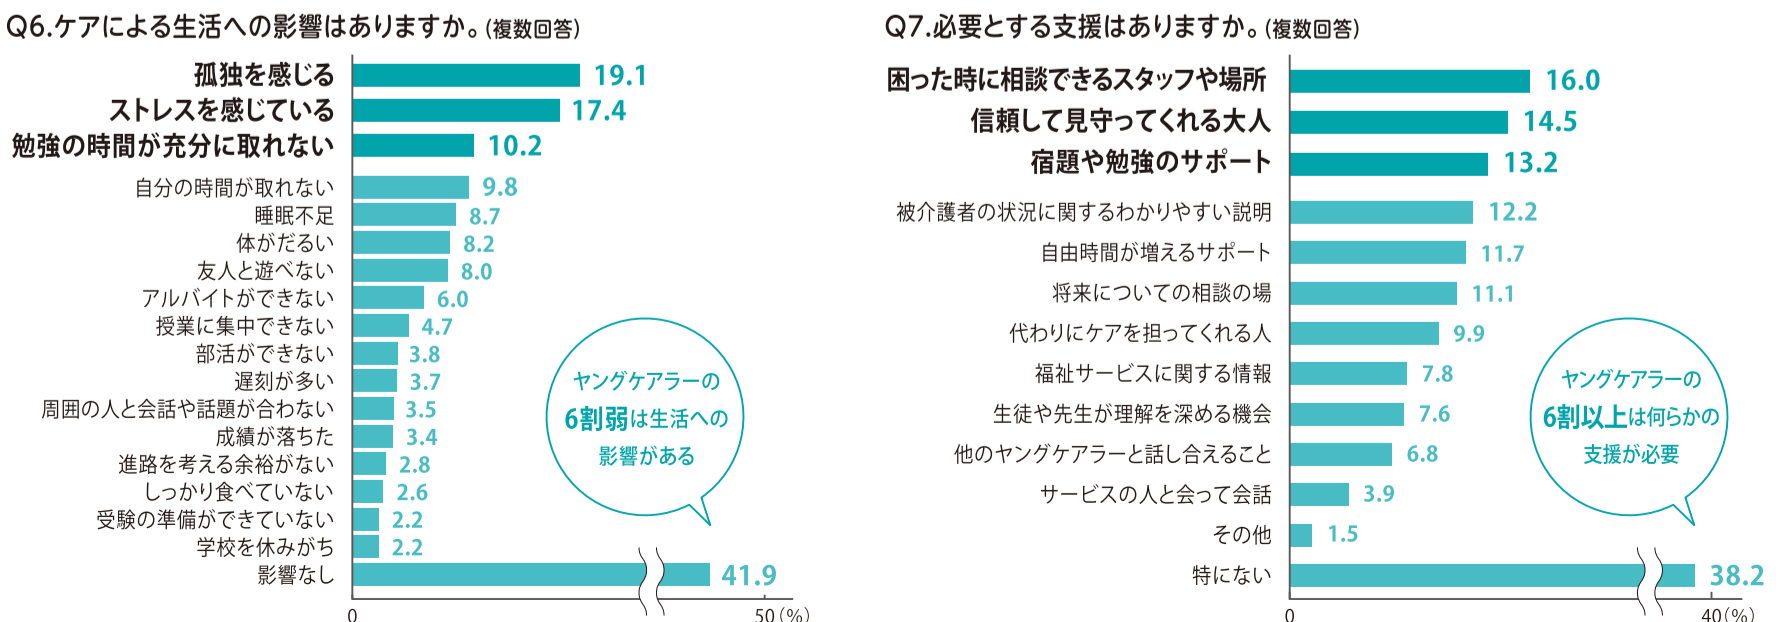 Q6.ケアによる生活への影響はありますか。(複数回答)
孤独を感じる 19.1
ストレスを感じている 17.4
勉強の時間が充分に取れない 10.2
自分の時間が取れない 9.8
睡眠不足 8.7
体がだるい 8.2
友人と遊べない 8.0
アルバイトができない 6.0
授業に集中できない 4.7
部活ができない 3.8
遅刻が多い 3.7
周囲の人と会話や話題が合わない 3.5
成績が落ちた 3.4
進路を考える余裕がない 2.8
しっかり食べていない 2.6
受験の準備ができていない 2.2
学校を休みがち 2.2
影響なし 41.9
0 50(%)
ヤングケアラーの
6割弱は生活への
影響がある
Q7.必要とする支援はありますか。(複数回答)
困った時に相談できるスタッフや場所 16.0
信頼して見守ってくれる大人 14.5
宿題や勉強のサポート 13.2
被介護者の状況に関するわかりやすい説明 12.2
自由時間が増えるサポート 11.7
将来についての相談の場 11.1
代わりにケアを担ってくれる人 9.9
福祉サービスに関する情報 7.8
生徒や先生が理解を深める機会 7.6
他のヤングケアラーと話し合えること 6.8
サービスの人と会って会話 3.9
その他 1.5
特にない 38.2
0 40(%)
ヤングケアラーの
6割以上は何らかの
支援が必要